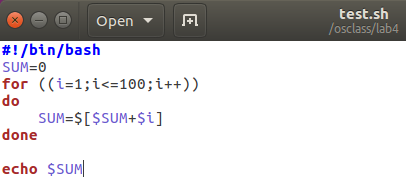 Open
test.sh
/osclass/lab4
#!/bin/bash
SUM=0
for ((i=1;i<=100;i++))
do
    SUM=$[$SUM+$i]
done

echo $SUM